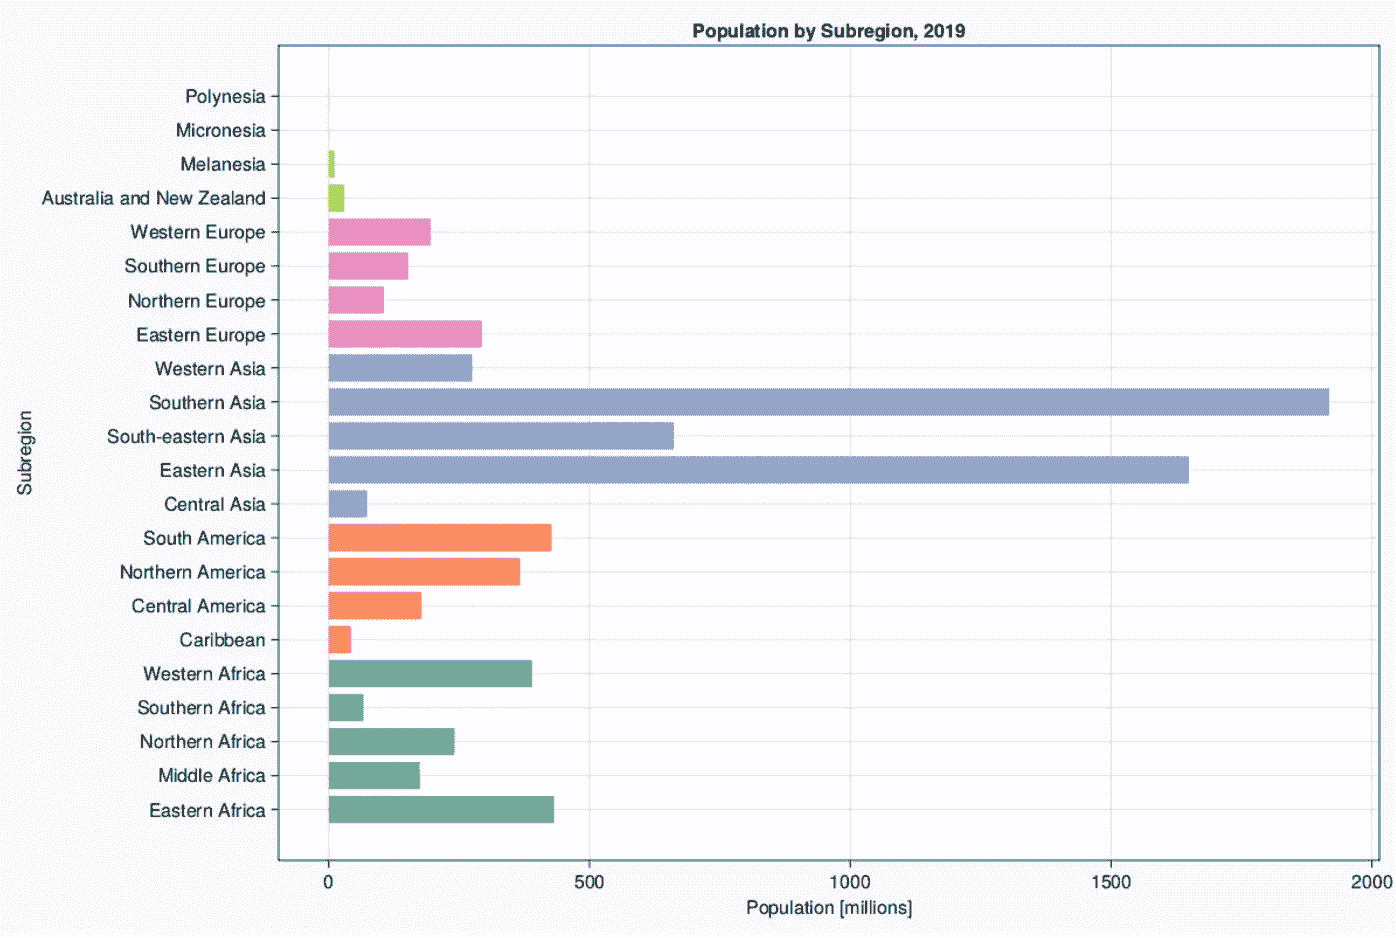 Population by Subregion, 2019
Polynesia
Micronesia
Melanesia
Australia and New Zealand
Western Europe
Southern Europe
Northern Europe
Eastern Europe
Western Asia
Southern Asia
South-eastern Asia
Eastern Asia
Central Asia
South America
Northern America
Central America
Caribbean
Western Africa
Southern Africa
Northern Africa
Middle Africa
Eastern Africa
Subregion
0 500 1000 1500 2000
Population [millions]